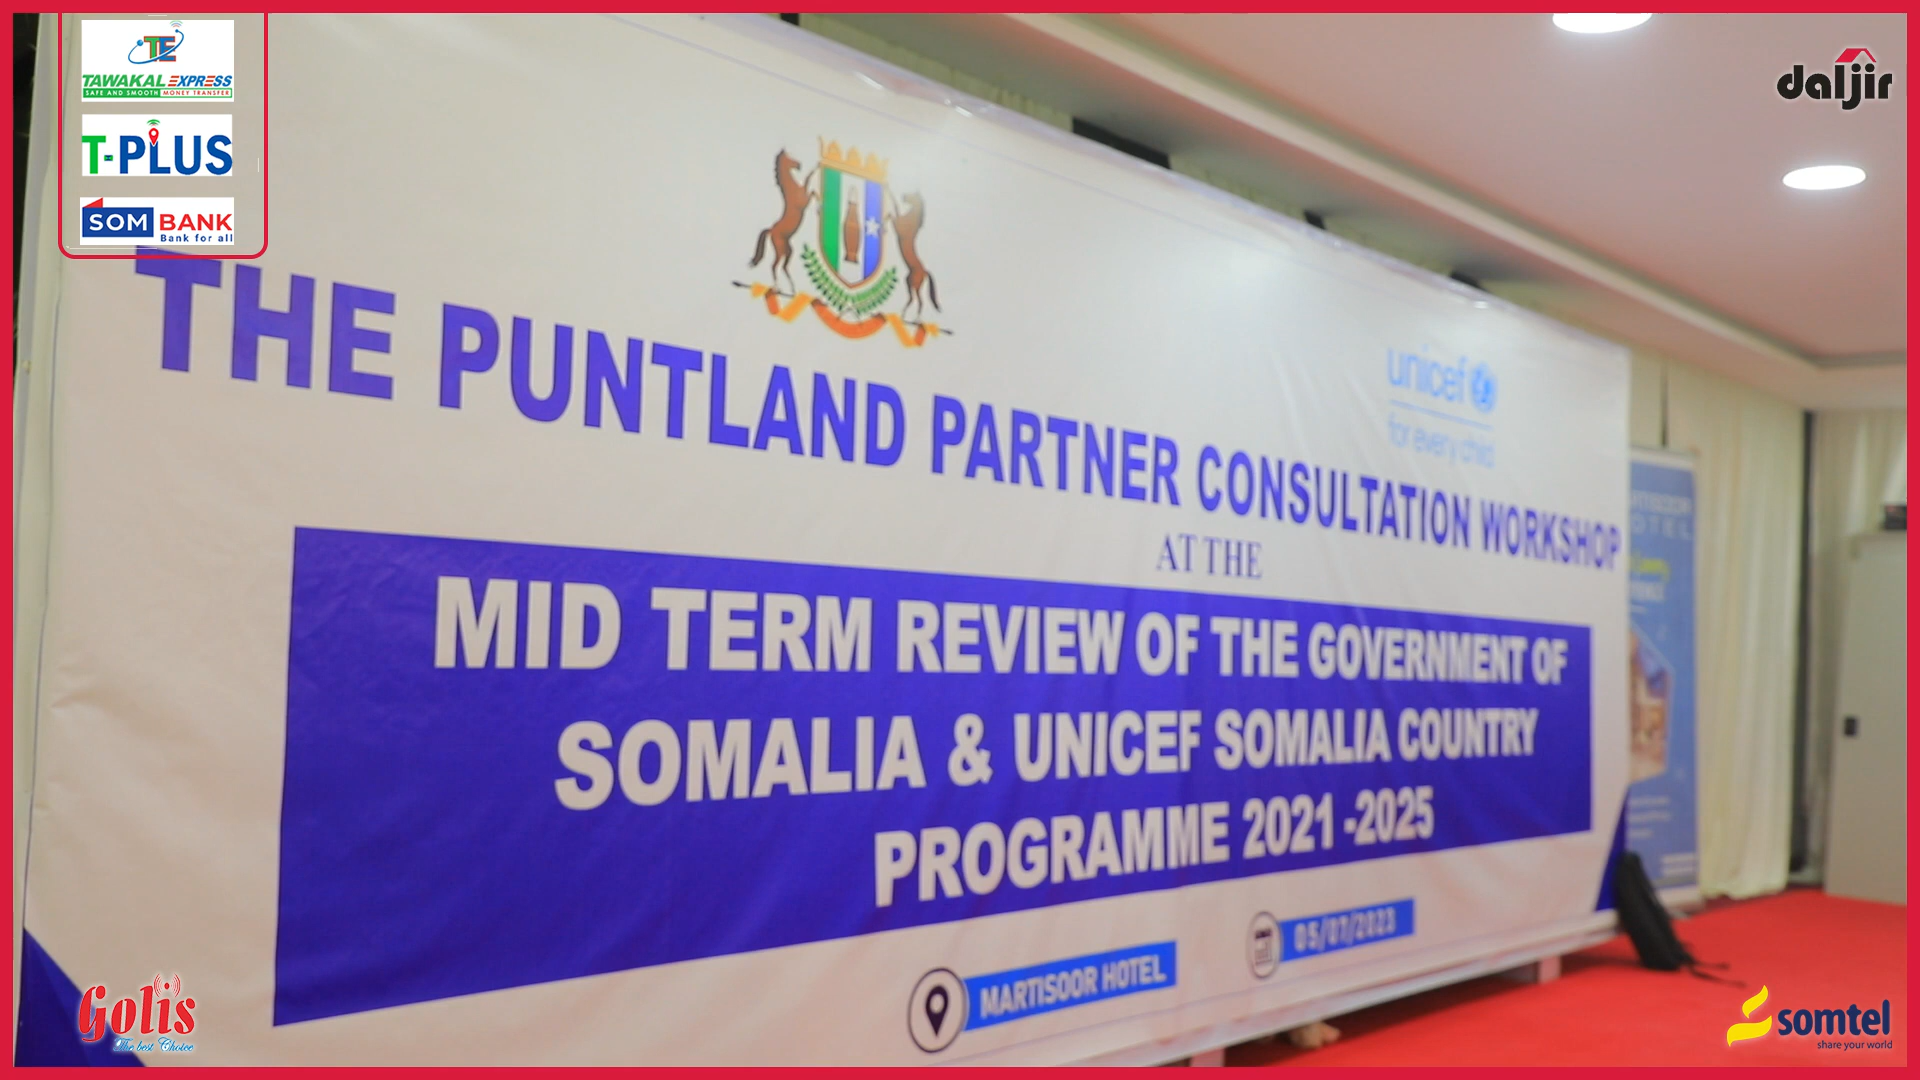 TE
TAWAKAL EXPRESS
SAFE AND SMOOTH MONEY TRANSFER
T-PLUS
SOM BANK
Bank for all
daljir
unicef
for every child
THE PUNTLAND PARTNER CONSULTATION WORKSHOP
AT THE
MID TERM REVIEW OF THE GOVERNMENT OF
SOMALIA & UNICEF SOMALIA COUNTRY
PROGRAMME 2021 -2025
MARTISOOR HOTEL
05/07/2023
HOTEL
Golis
The best Choice
somtel
share your world